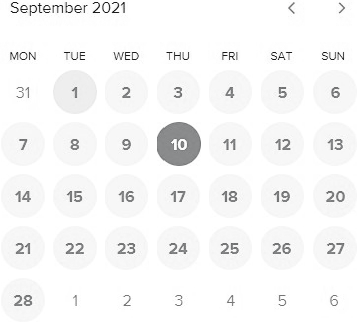 September 2021
MON TUE WED THU FRI SAT SUN
31 1 2 3 4 5 6
7 8 9 10 11 12 13
14 15 16 17 18 19 20
21 22 23 24 25 26 27
28 1 2 3 4 5 6